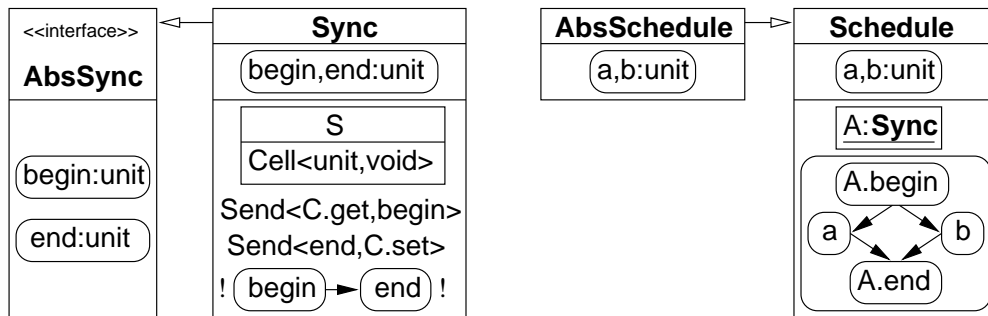 <<interface>>
AbsSync
begin:unit
end:unit
Sync
begin,end:unit
S
Cell<unit,void>
Send<C.get,begin>
Send<end,C.set>
! begin end !
AbsSchedule
a,b:unit
Schedule
a,b:unit
A:Sync
A.begin
a b
A.end